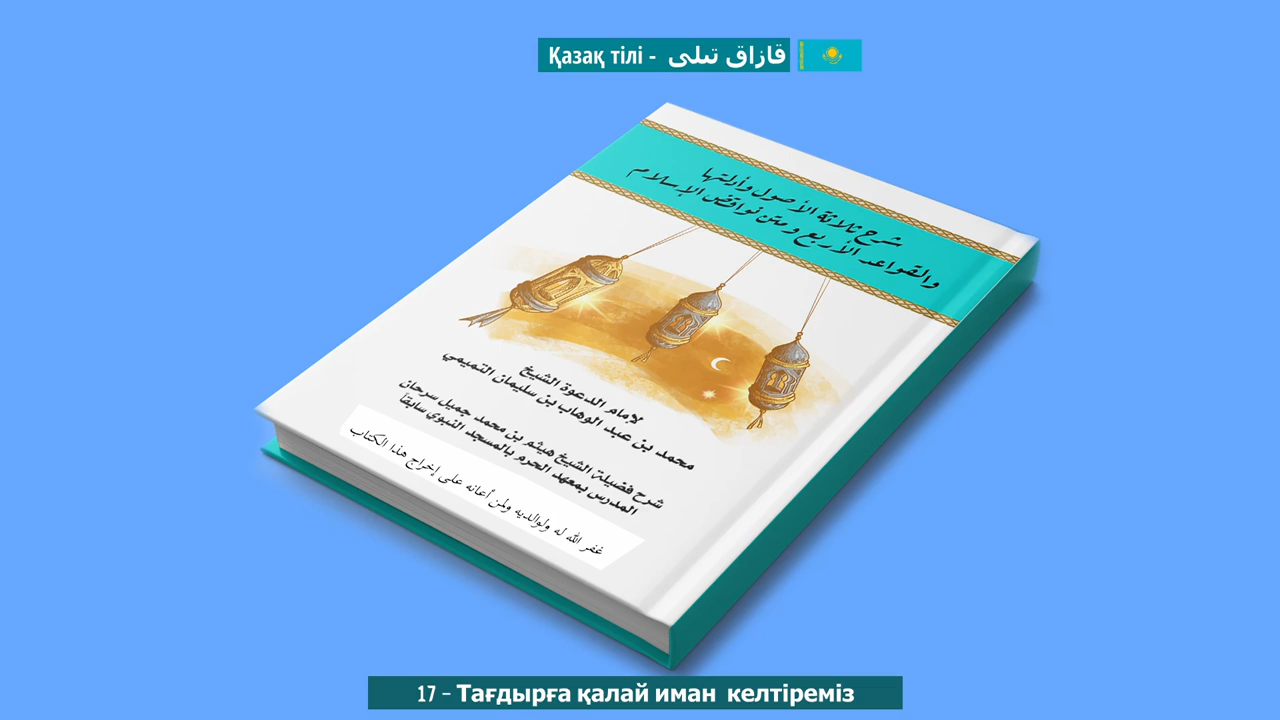 Қазақ тілі - قازاق تىلى
شرح ثلاثة الأصول وأدلتها
والقواعد الأربع ومتن نواقض الإسلام
لإمام الدعوة الشيخ
محمد بن عبد الوهاب بن سليمان التميمي
شرح فضيلة الشيخ هيثم بن محمد جميل سرحان
المدرس بمعهد الحرم بالمسجد النبوي سابقاً
غفر الله له ولوالديه ولمن أعانه على إخراج هذا الكتاب
17 – Тағдырға қалай иман келтіреміз